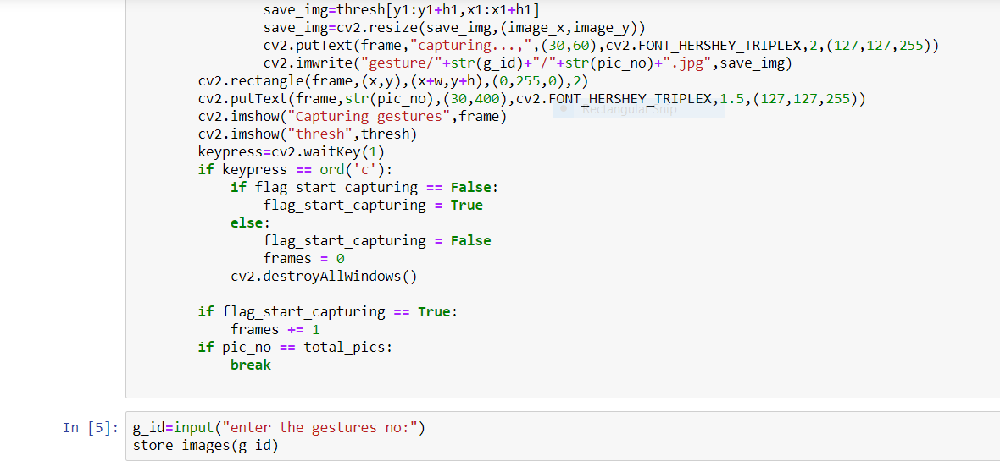 save_img=thresh[y1:y1+h1,x1:x1+h1]
save_img=cv2.resize(save_img,(image_x,image_y))
cv2.putText(frame,"capturing...,",(30,60),cv2.FONT_HERSHEY_TRIPLEX,2,(127,127,255))
cv2.imwrite("gesture/"+str(g_id)+"/"+str(pic_no)+".jpg",save_img)
cv2.rectangle(frame,(x,y),(x+w,y+h),(0,255,0),2)
cv2.putText(frame,str(pic_no),(30,400),cv2.FONT_HERSHEY_TRIPLEX,1.5,(127,127,255))
Rectangular Snip
cv2.imshow("Capturing gestures",frame)
cv2.imshow("thresh",thresh)
keypress=cv2.waitKey(1)
if keypress == ord('c'):
if flag_start_capturing == False:
flag_start_capturing = True
else:
flag_start_capturing = False
frames = 0
cv2.destroyAllWindows()
if flag_start_capturing == True:
frames += 1
if pic_no == total_pics:
break
In [5]: g_id=input("enter the gestures no:")
store_images(g_id)